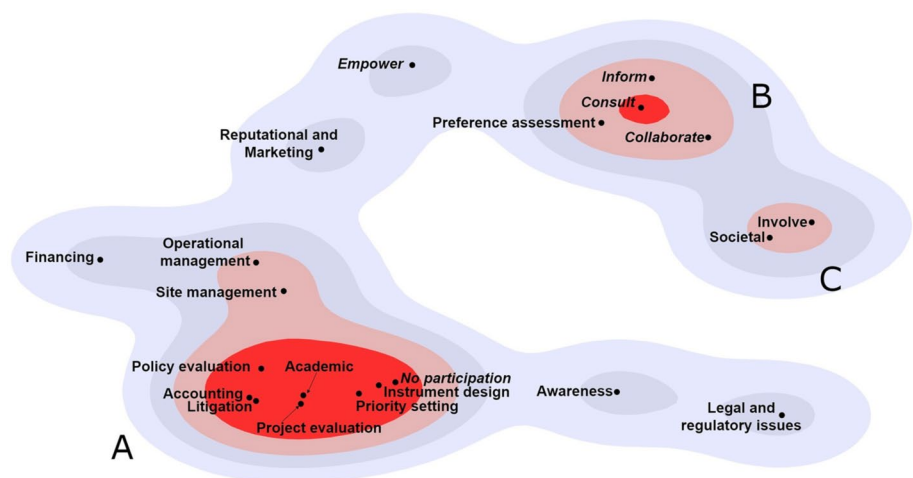 Empower
Inform
B
Consult
Preference assessment
Reputational and
Marketing
Collaborate
Involve
Societal
Operational
management
Financing
C
Site management
Policy evaluation
Academic
No participation
Accounting
Instrument design
Awareness
Litigation
Priority setting
Legal and
regulatory issues
Project evaluation
A